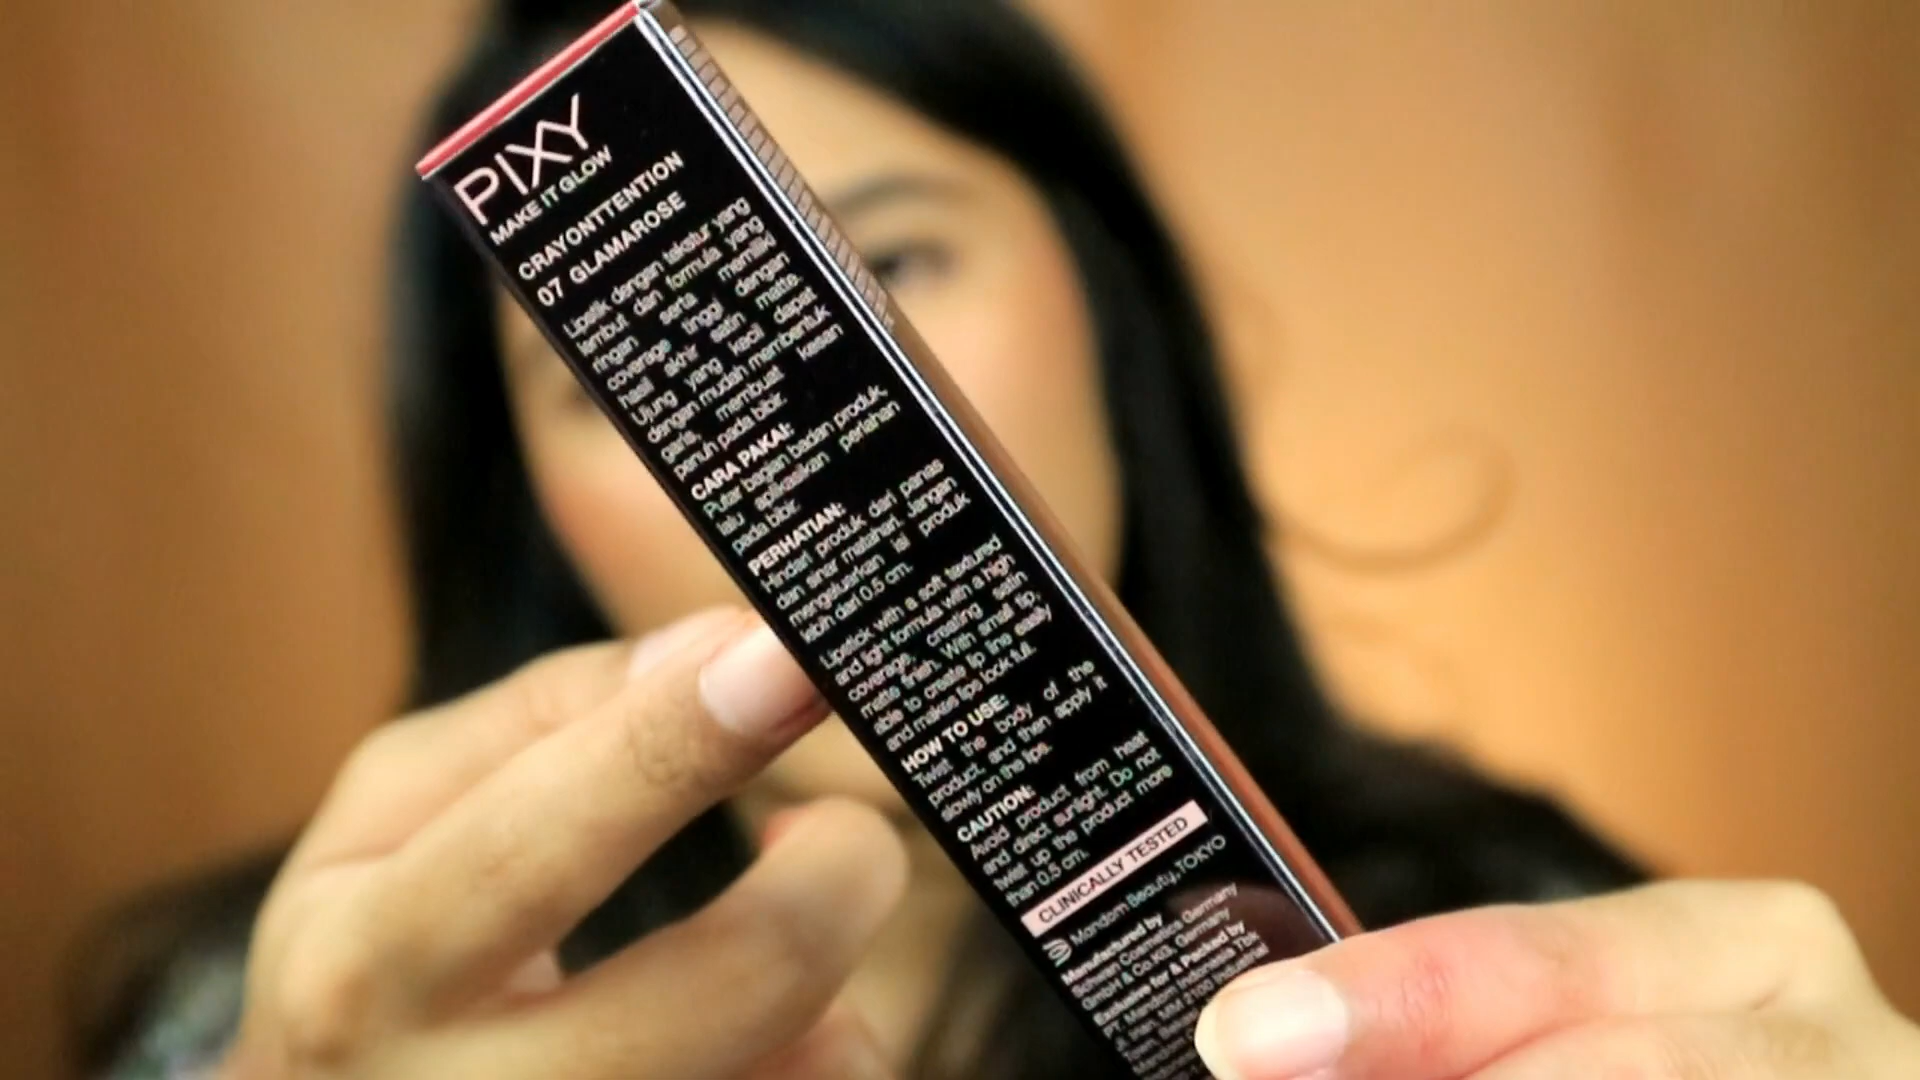 PIXY
MAKE IT GLOW
CRAYONTTENTION
07 GLAMAROSE
Lipstik dengan tekstur yang
lembut dan formula yang
ringan serta memiliki
coverage tinggi dengan
hasil akhir satin matte.
Ujung yang kecil dapat
dengan mudah membentuk
garis, membuat kesan
penuh pada bibir.
CARA PAKAI:
Putar bagian badan produk,
lalu aplikasikan perlahan
pada bibir.
PERHATIAN:
Hindari produk dari panas
dan sinar matahari. Jangan
mengeluarkan isi produk
lebih dari 0.5 cm.
Lipstick with a soft textured
and light formula with a high
coverage, creating satin
matte finish. With small tip,
able to create lip line easily
and makes lips look full.
HOW TO USE:
Twist the body of the
product, and then apply it
slowly on the lips.
CAUTION:
Avoid product from heat
and direct sunlight. Do not
twist up the product more
than 0.5 cm.
CLINICALLY TESTED
Mandom Beauty, TOKYO
Manufactured by
Schwan Cosmetics Germany
GmbH & Co.KG, Germany
Exclusive for & Packed by
PT. Mandom Indonesia Tbk
MM 2100 Industrial